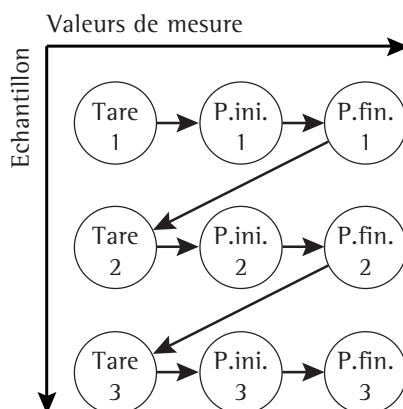 Valeurs de mesure
Echantillon
Tare
1
P.ini.
1
P.fin.
1
Tare
2
P.ini.
2
P.fin.
2
Tare
3
P.ini.
3
P.fin.
3